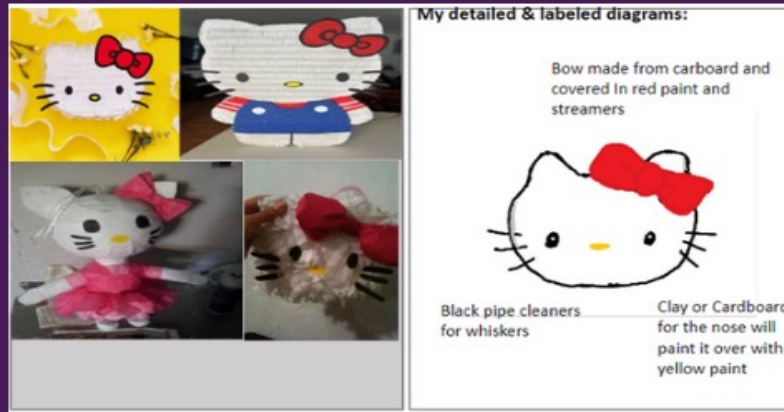 My detailed & labeled diagrams:
Bow made from carboard and
covered In red paint and
streamers
Black pipe cleaners
for whiskers
Clay or Cardboard
for the nose will
paint it over with
yellow paint